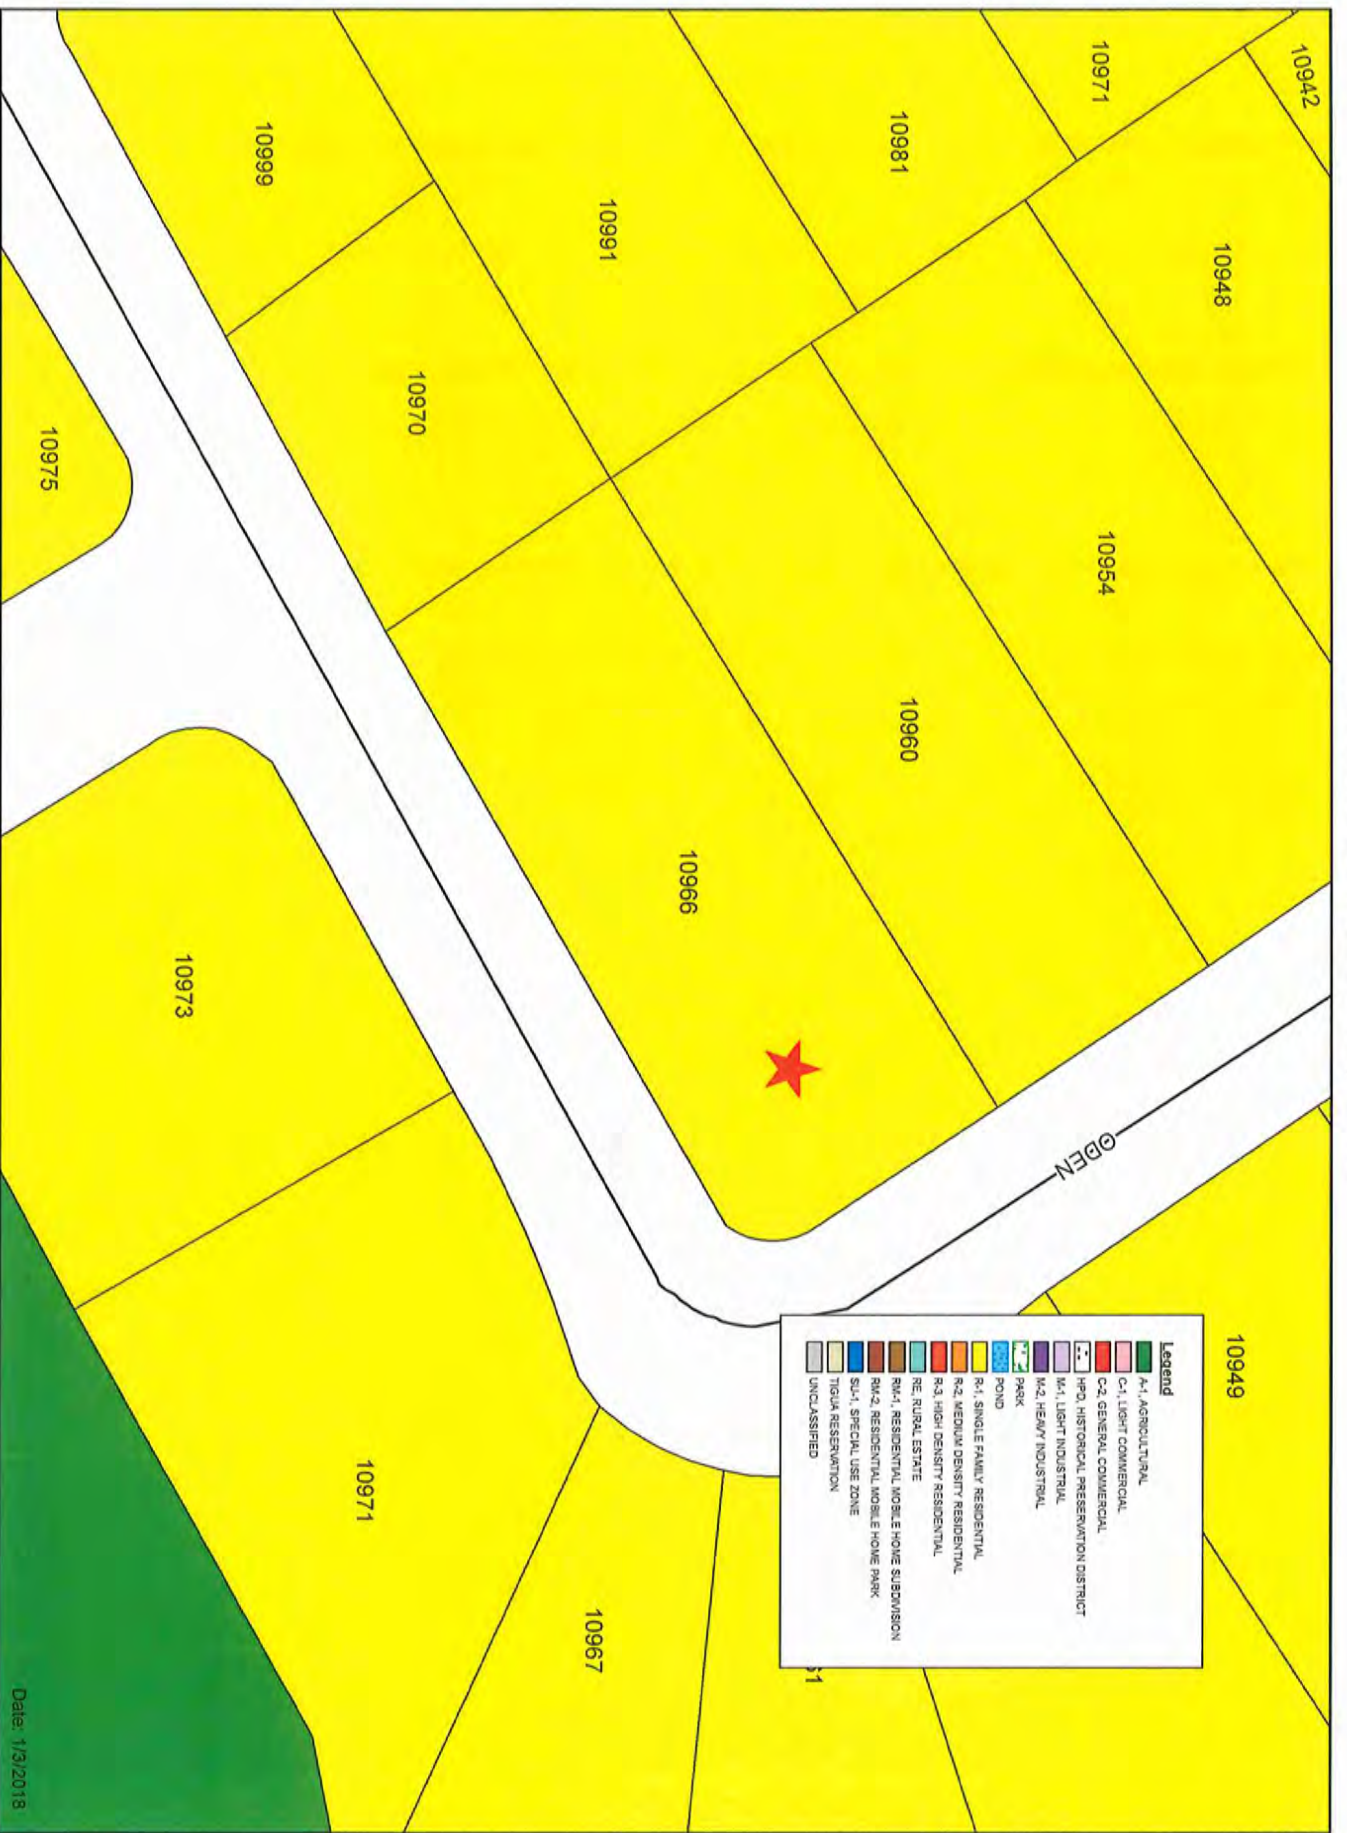 10942
10948
10949
10971
10954
ODEN
10981
10960
Legend
A-1, AGRICULTURAL
C-1, LIGHT COMMERCIAL
C-2, GENERAL COMMERCIAL
HPD, HISTORICAL PRESERVATION DISTRICT
M-1, LIGHT INDUSTRIAL
M-2, HEAVY INDUSTRIAL
PARK
POND
R-1, SINGLE FAMILY RESIDENTIAL
R-2, MEDIUM DENSITY RESIDENTIAL
R-3, HIGH DENSITY RESIDENTIAL
RE, RURAL ESTATE
RM-1, RESIDENTIAL MOBILE HOME SUBDIVISION
RM-2, RESIDENTIAL MOBILE HOME PARK
SU-1, SPECIAL USE ZONE
TIGUA RESERVATION
UNCLASSIFIED
10966
10991
10967
10970
10971
10999
10973
10975
Date: 1/3/2018